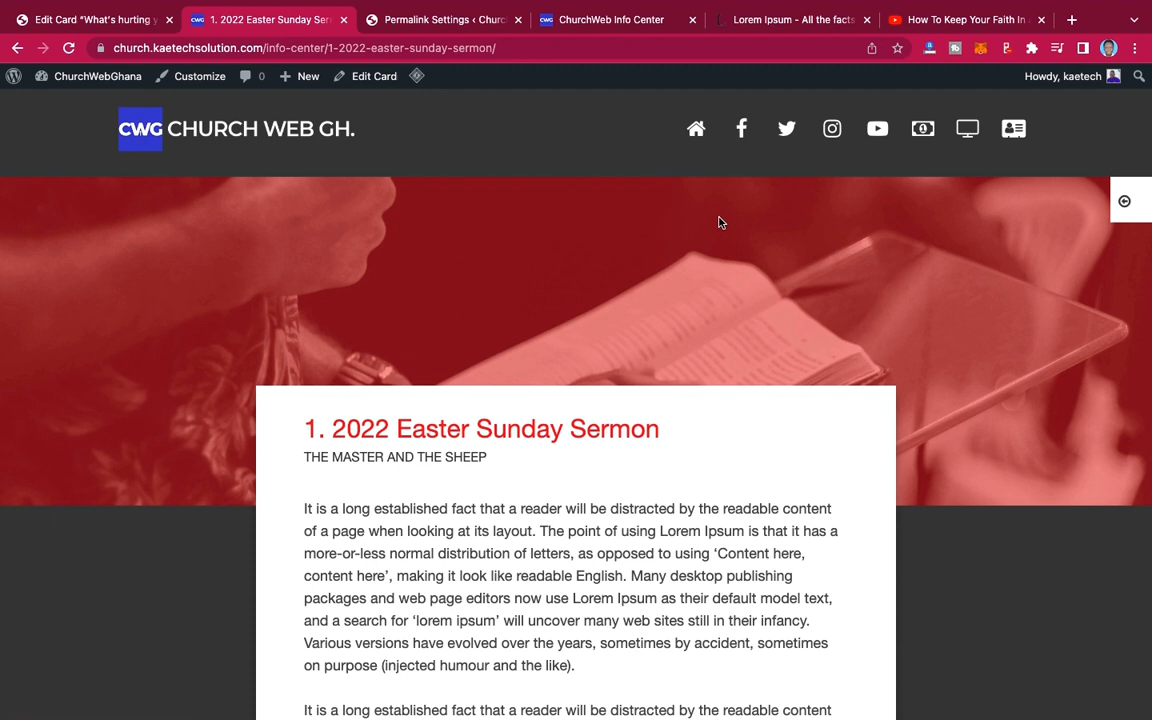 Edit Card "What's hurting y
1. 2022 Easter Sunday Ser
Permalink Settings ‹ Churc
ChurchWeb Info Center
Lorem Ipsum - All the facts
How To Keep Your Faith In
church.kaetechsolution.com/info-center/1-2022-easter-sunday-sermon/
ChurchWebGhana
Customize
0
New
Edit Card
Howdy, kaetech
CWG CHURCH WEB GH.
1. 2022 Easter Sunday Sermon
THE MASTER AND THE SHEEP
It is a long established fact that a reader will be distracted by the readable content
of a page when looking at its layout. The point of using Lorem Ipsum is that it has a
more-or-less normal distribution of letters, as opposed to using ‘Content here,
content here’, making it look like readable English. Many desktop publishing
packages and web page editors now use Lorem Ipsum as their default model text,
and a search for ‘lorem ipsum’ will uncover many web sites still in their infancy.
Various versions have evolved over the years, sometimes by accident, sometimes
on purpose (injected humour and the like).
It is a long established fact that a reader will be distracted by the readable content